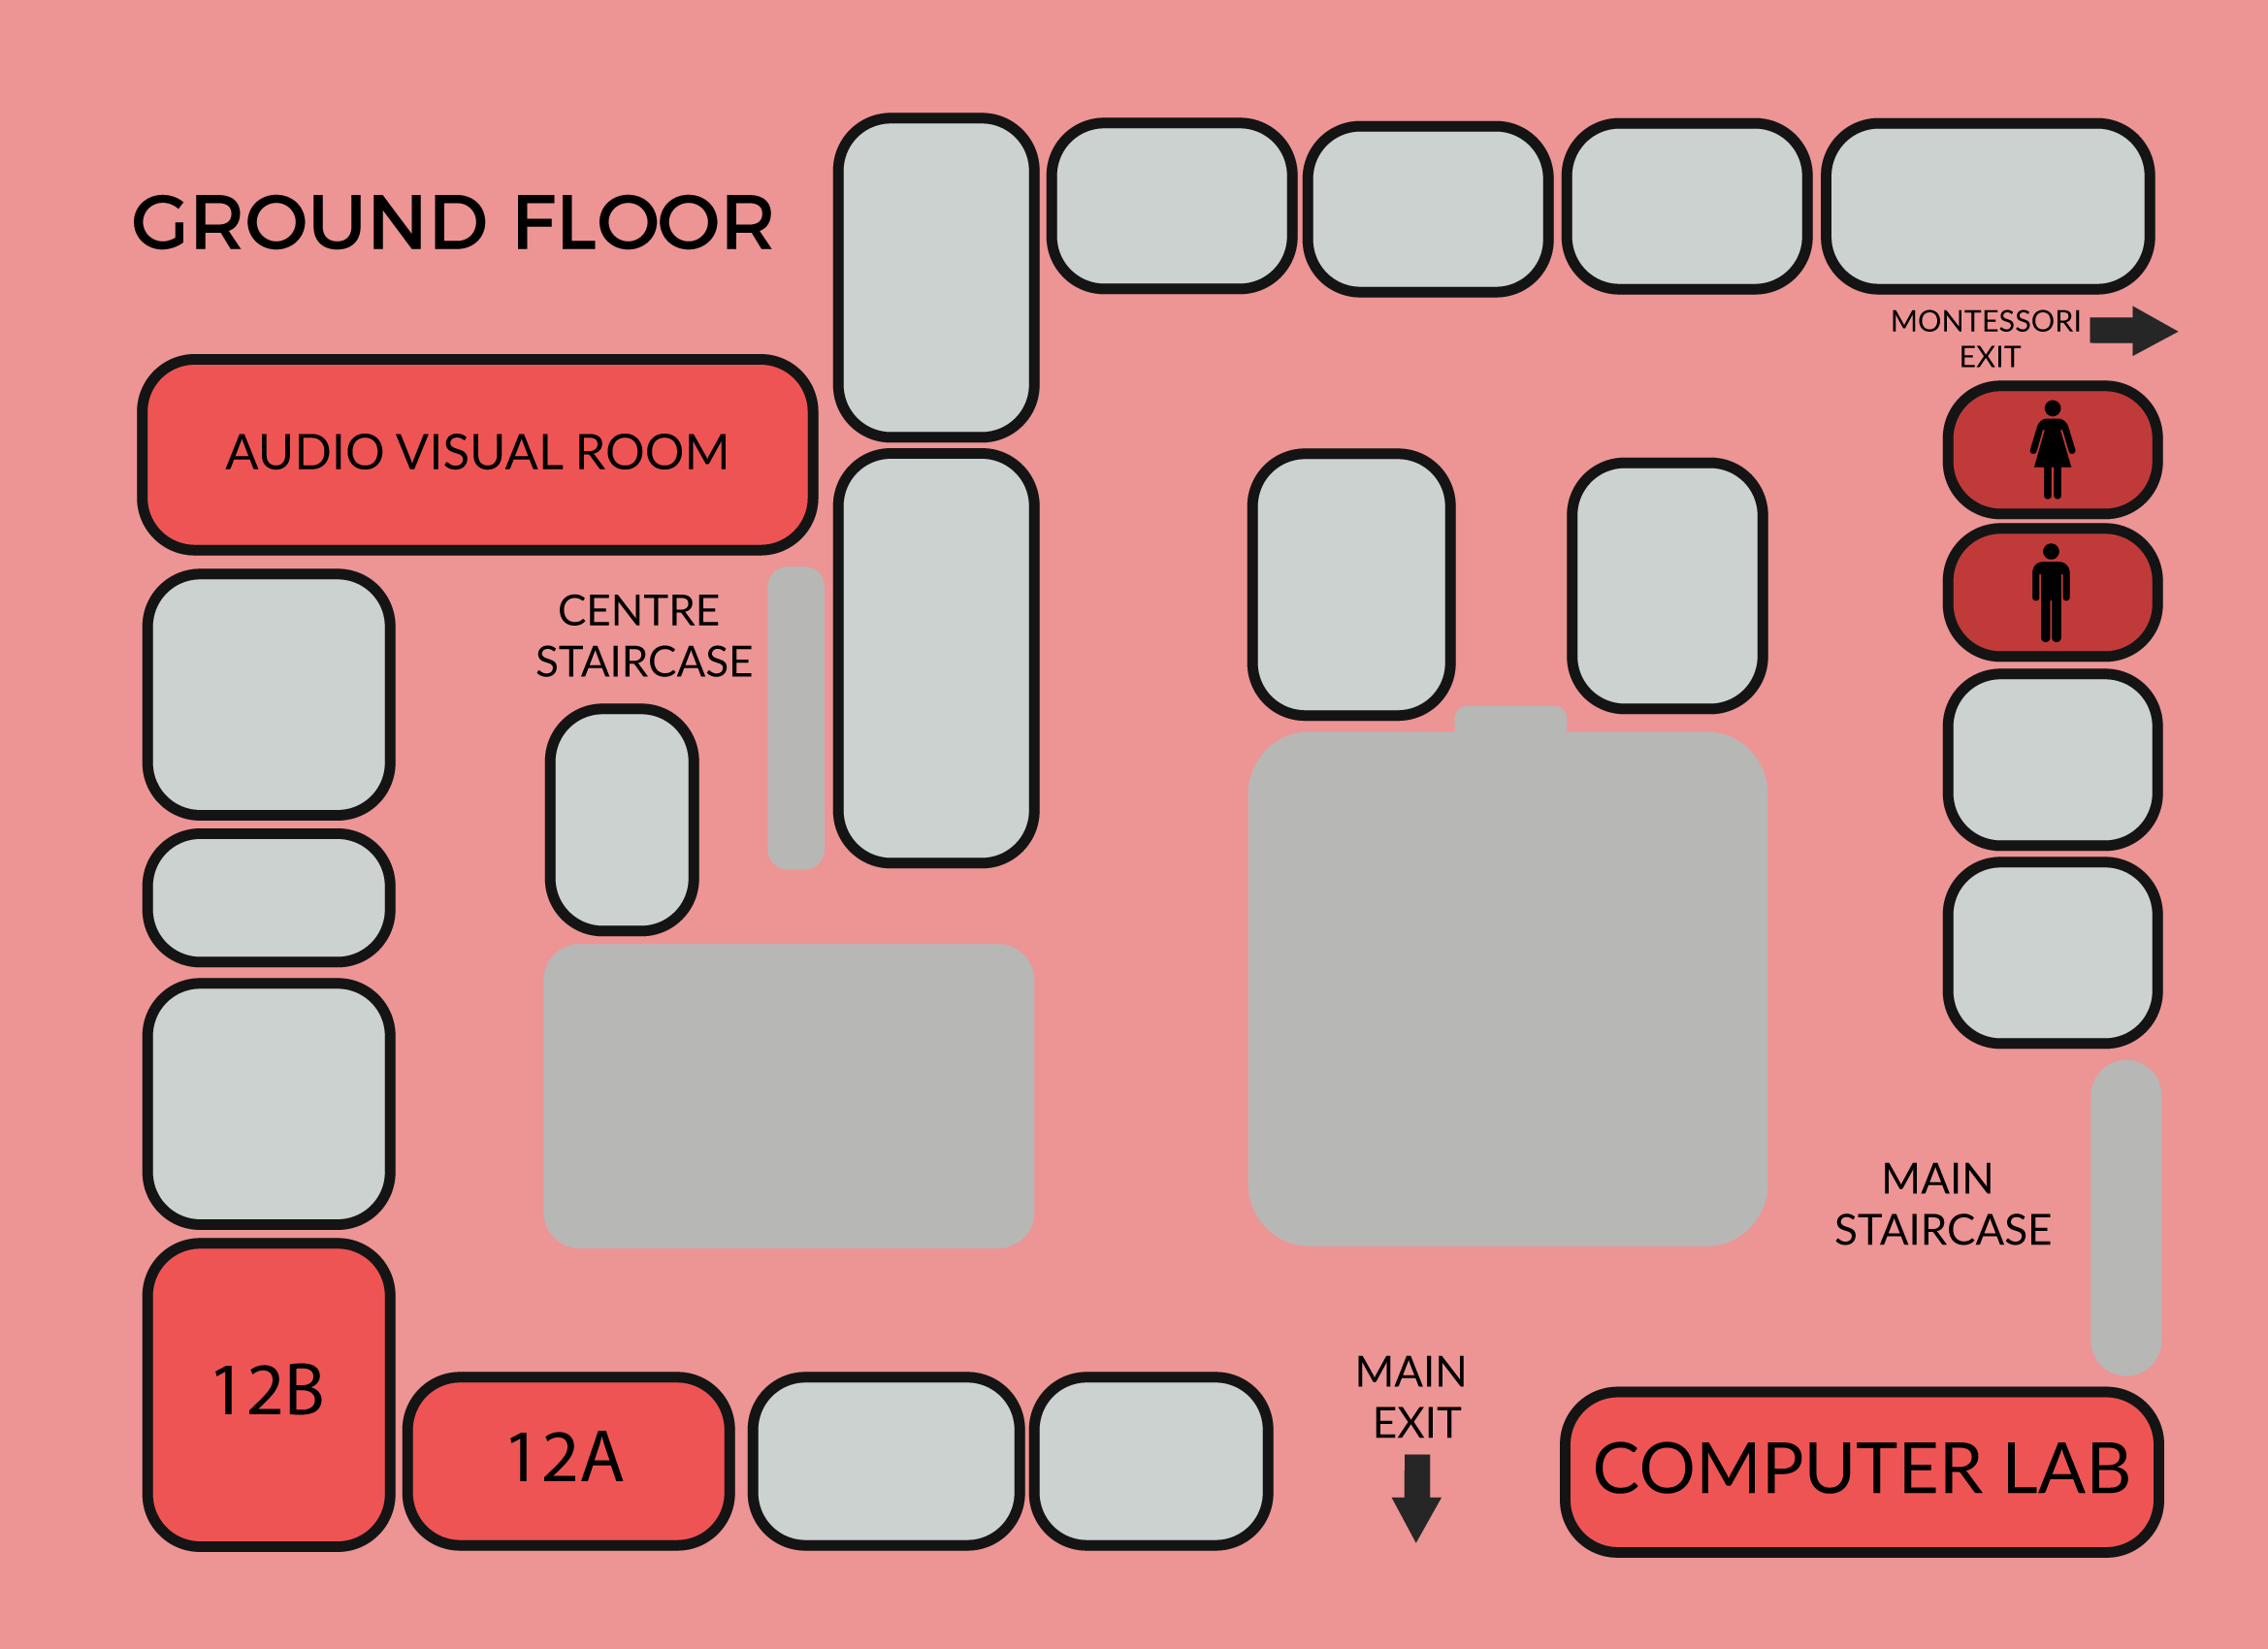 GROUND FLOOR
MONTESSORI
EXIT
AUDIO VISUAL ROOM
CENTRE
STAIRCASE
MAIN
STAIRCASE
12B
12A
MAIN
EXIT
COMPUTER LAB